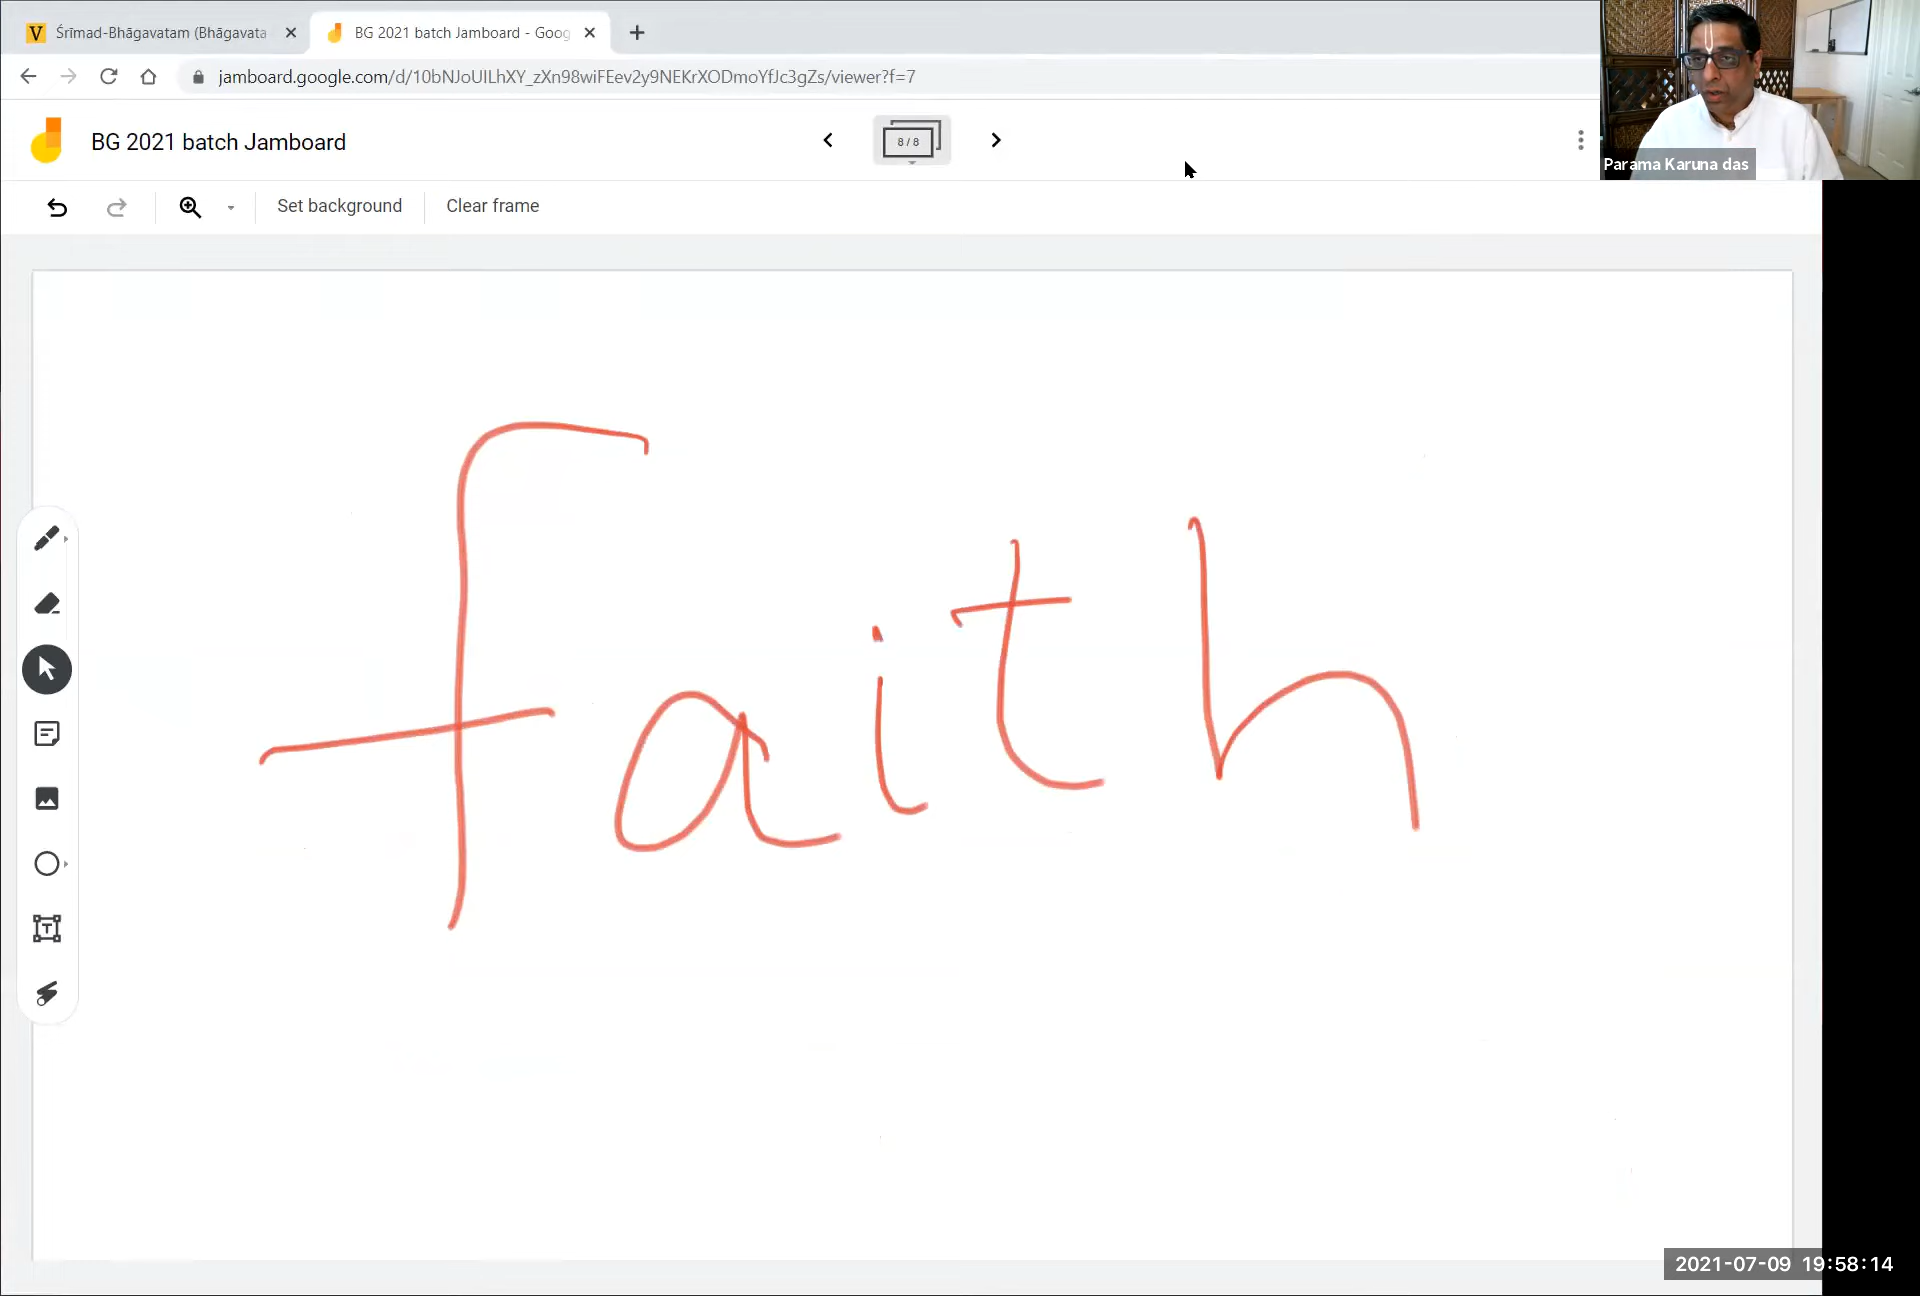 Śrīmad-Bhāgavatam (Bhāgavata
BG 2021 batch Jamboard - Goog
jamboard.google.com/d/10bNJoUILhXY_zXn98wiFEev2y9NEKrXODmoYfJc3gZs/viewer?f=7
BG 2021 batch Jamboard
8 / 8
Parama Karuna das
Set background
Clear frame
faith
2021-07-09 19:58:14